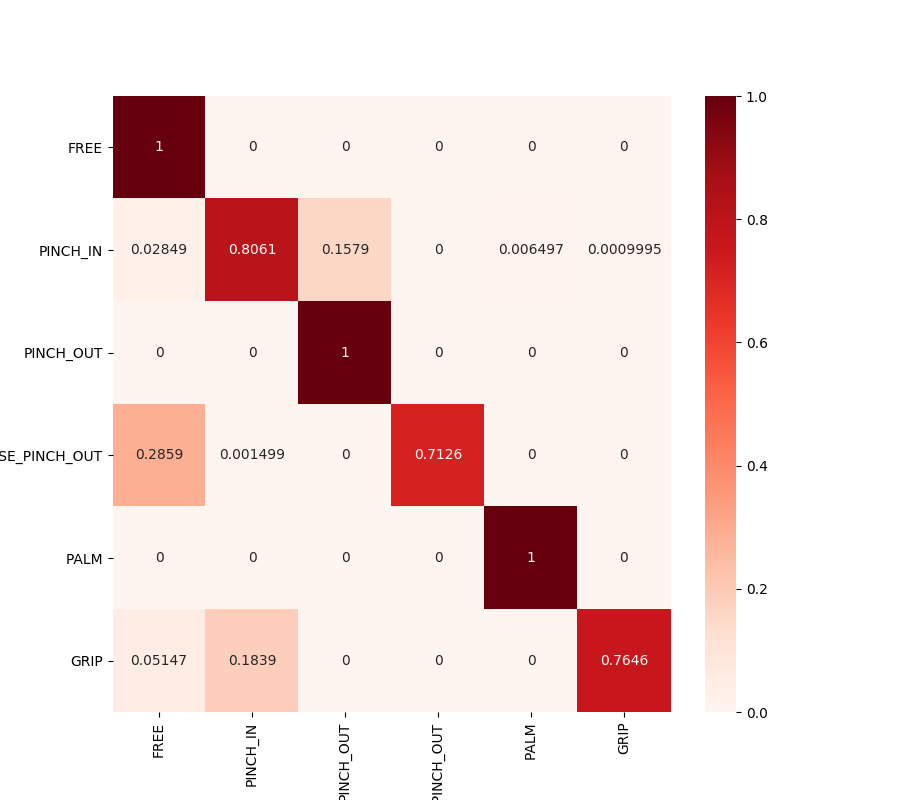 1.0
FREE 1 0 0 0 0 0
0.8
PINCH_IN 0.02849 0.8061 0.1579 0 0.006497 0.0009995
PINCH_OUT 0 0 1 0 0 0
0.6
SE_PINCH_OUT 0.2859 0.001499 0 0.7126 0 0
0.4
PALM 0 0 0 0 1 0
0.2
GRIP 0.05147 0.1839 0 0 0 0.7646
0.0
FREE
PINCH_IN
PINCH_OUT
PINCH_OUT
PALM
GRIP